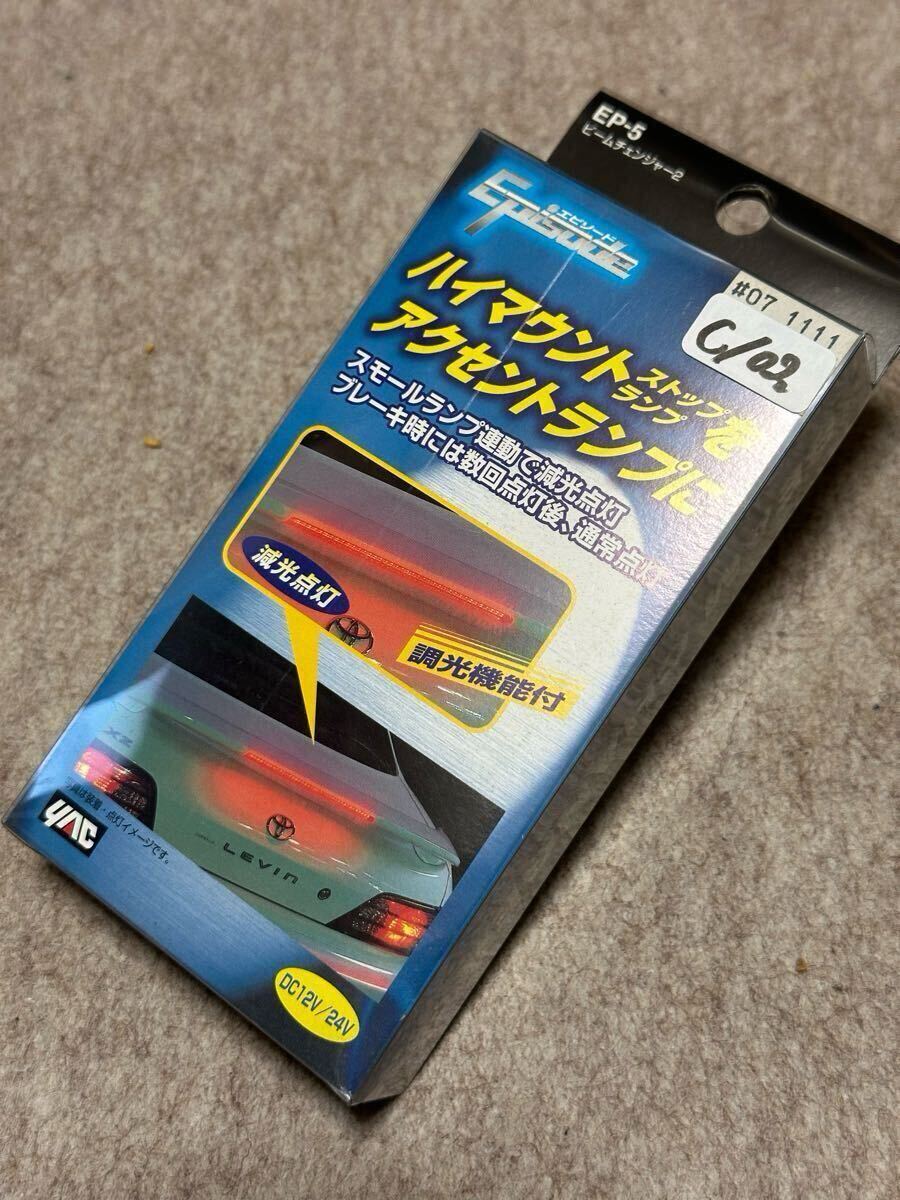 EP-5
ビームチェンジャー2
Episode
エピソード
#07 1111
ハイマウントストップランプを
アクセントランプに
スモールランプ連動で減光点灯
ブレーキ時には数回点灯後、通常点灯
減光点灯
調光機能付
XZ
LEVIN
写真は装着・点灯イメージです。
YAC
DC12V/24V